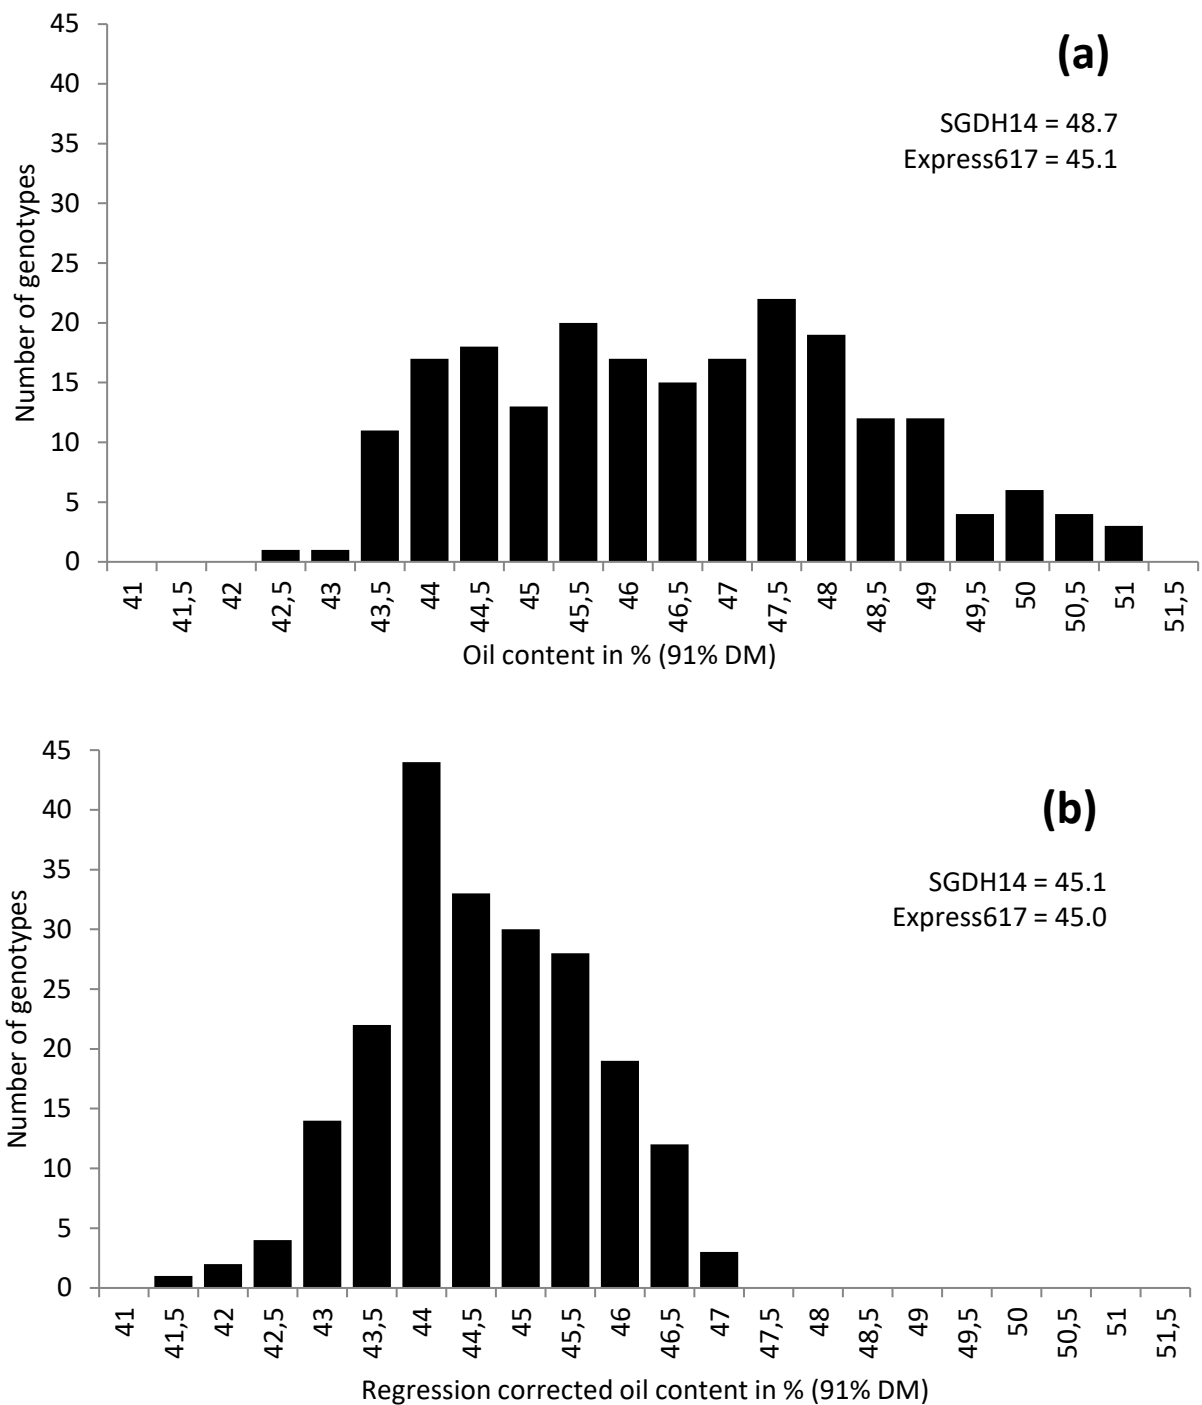 45
40
35
30
25
20
15
10
5
0
Number of genotypes
(a)
SGDH14 = 48.7
Express617 = 45.1
41 41,5 42 42,5 43 43,5 44 44,5 45 45,5 46 46,5 47 47,5 48 48,5 49 49,5 50 50,5 51 51,5
Oil content in % (91% DM)
45
40
35
30
25
20
15
10
5
0
Number of genotypes
(b)
SGDH14 = 45.1
Express617 = 45.0
41 41,5 42 42,5 43 43,5 44 44,5 45 45,5 46 46,5 47 47,5 48 48,5 49 49,5 50 50,5 51 51,5
Regression corrected oil content in % (91% DM)